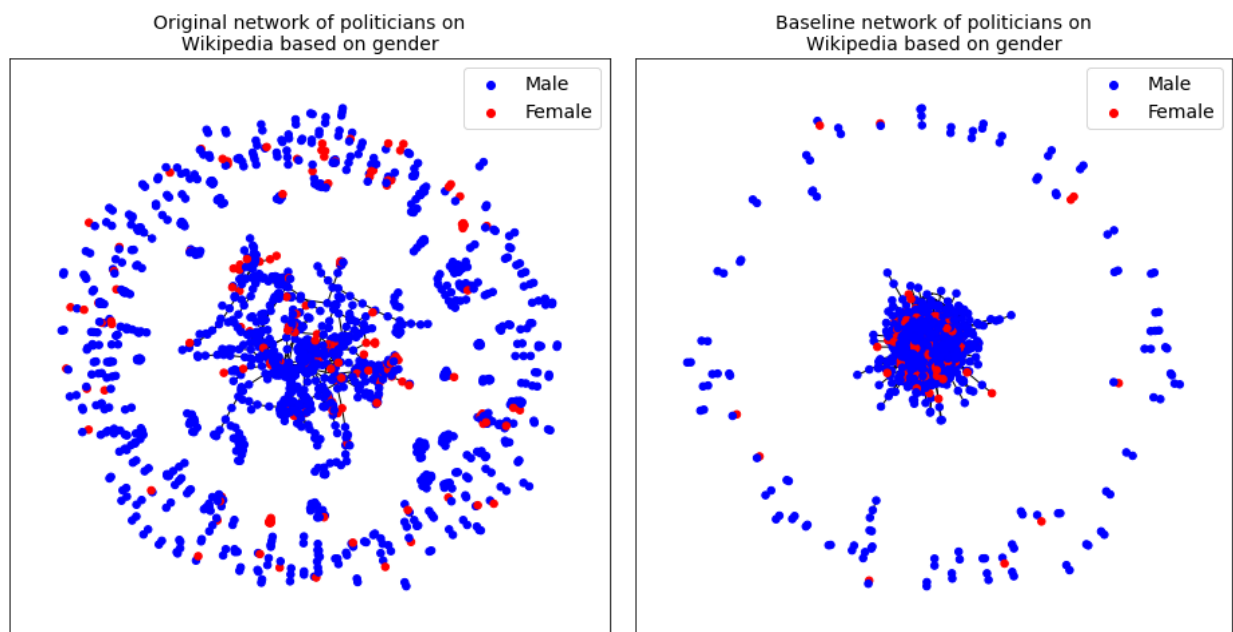 Original network of politicians on
Wikipedia based on gender
Male
Female
Baseline network of politicians on
Wikipedia based on gender
Male
Female